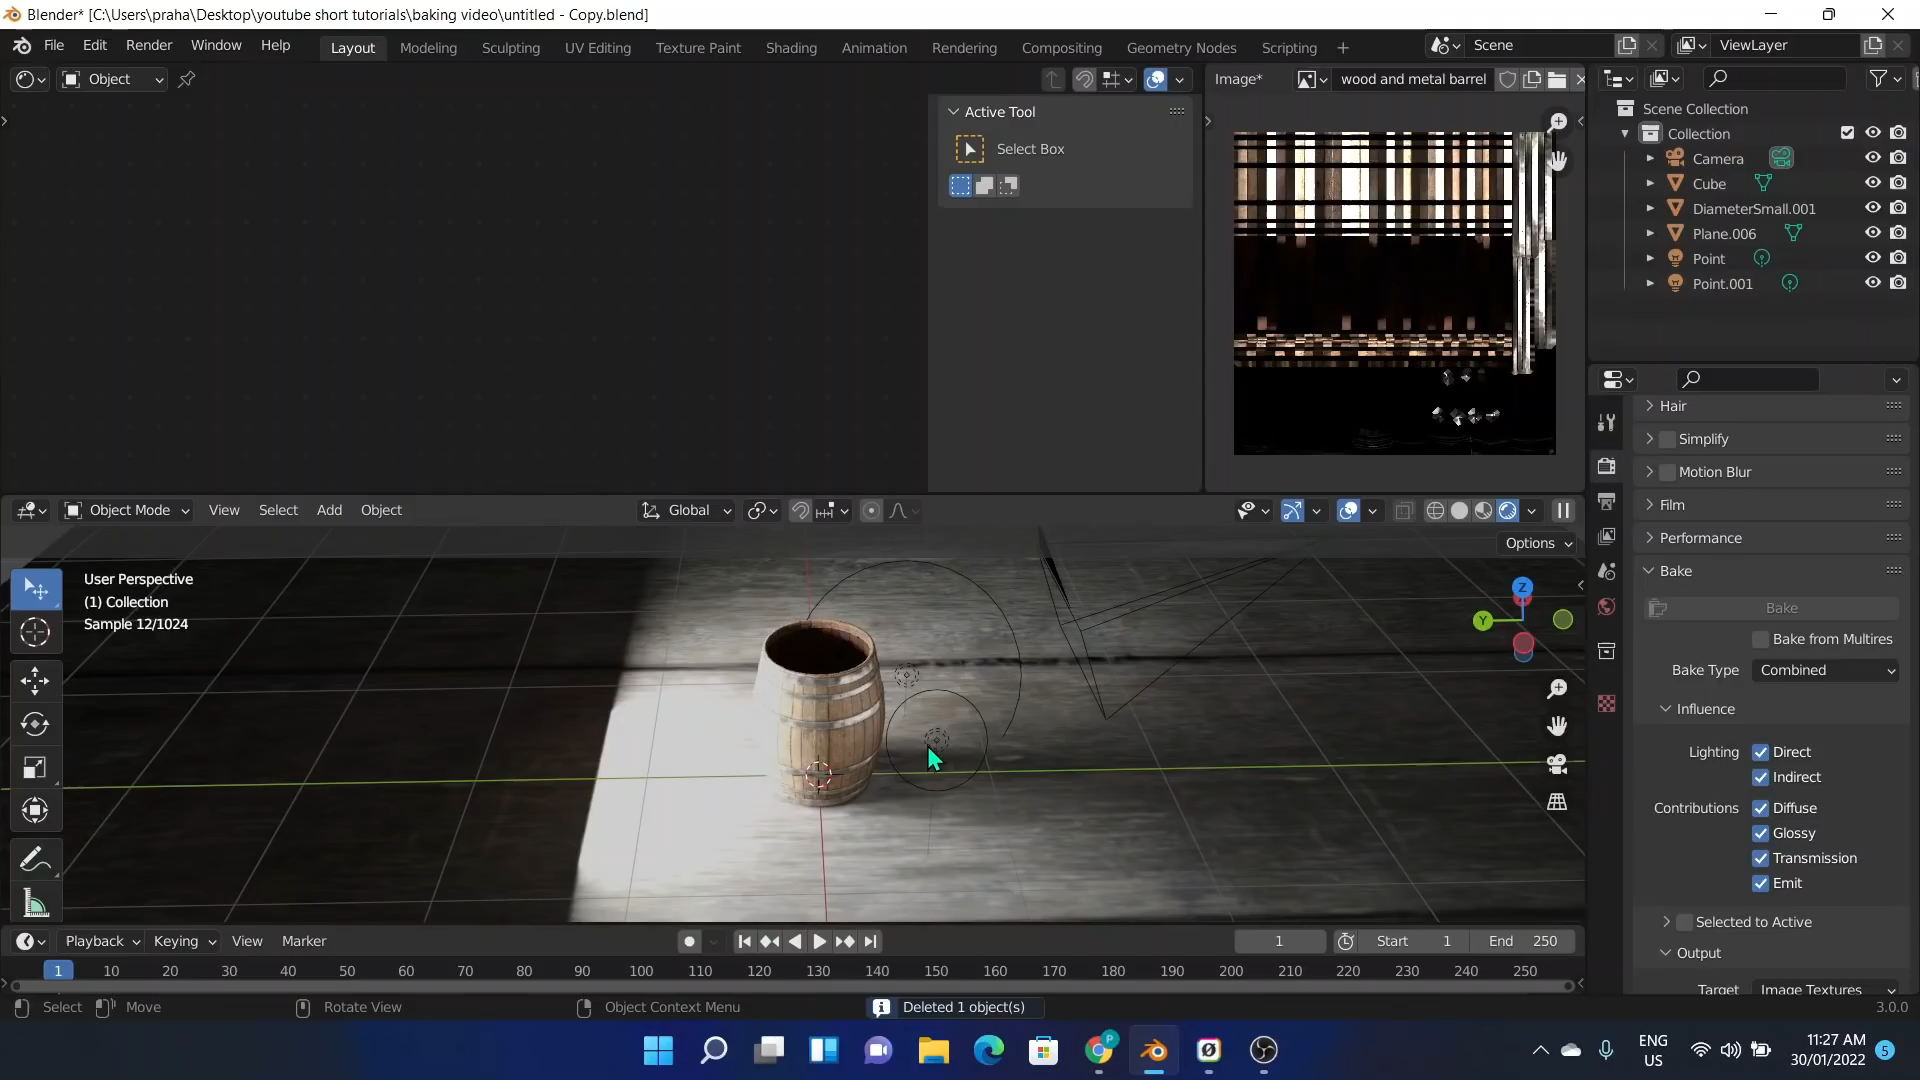 Blender* [C:\Users\praha\Desktop\youtube short tutorials\baking video\untitled - Copy.blend]
File Edit Render Window Help
Layout Modeling Sculpting UV Editing Texture Paint Shading Animation Rendering Compositing Geometry Nodes Scripting
Scene
ViewLayer
Object
Image*
wood and metal barrel
Active Tool
Select Box
Scene Collection
Collection
Camera
Cube
DiameterSmall.001
Plane.006
Point
Point.001
Object Mode View Select Add Object
Global
Options
User Perspective
(1) Collection
Sample 12/1024
Z
Y
Hair
Simplify
Motion Blur
Film
Performance
Bake
Bake
Bake from Multires
Bake Type Combined
Influence
Lighting Direct
Indirect
Contributions Diffuse
Glossy
Transmission
Emit
Selected to Active
Output
Target Image Textures
Playback Keying View Marker
1 Start 1 End 250
1 10 20 30 40 50 60 70 80 90 100 110 120 130 140 150 160 170 180 190 200 210 220 230 240 250
Select Move Rotate View Object Context Menu Deleted 1 object(s) 3.0.0
P
ENG
US
11:27 AM
30/01/2022
5